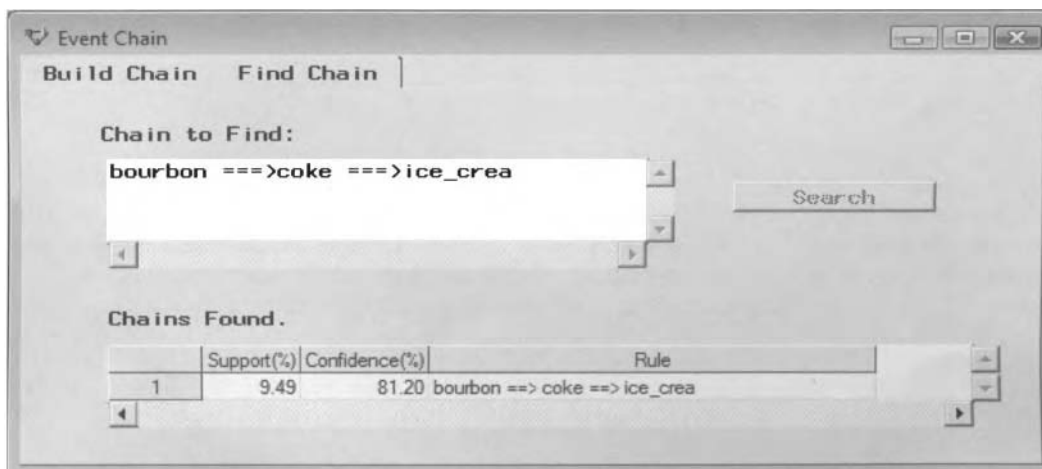 Event Chain
Build Chain Find Chain
Chain to Find:
bourbon ===>coke ===>ice_crea
Search
Chains Found.
Support(%) Confidence(%) Rule
1 9.49 81.20 bourbon ==> coke ==> ice_crea